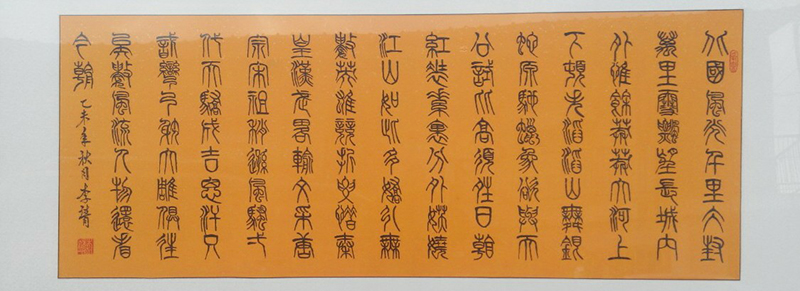 北國風光千里冰封
萬里雪飄望長城內
外惟餘莽莽大河上
下頓失滔滔山舞銀
蛇原馳蠟象欲與天
公試比高須晴日看
紅裝素裹分外妖嬈
江山如此多嬌引無
數英雄競折腰惜秦
皇漢武略輸文采唐
宗宋祖稍遜風騷一
代天驕成吉思汗只
識彎弓射大雕俱往
矣數風流人物還看
今朝 乙未年秋月李